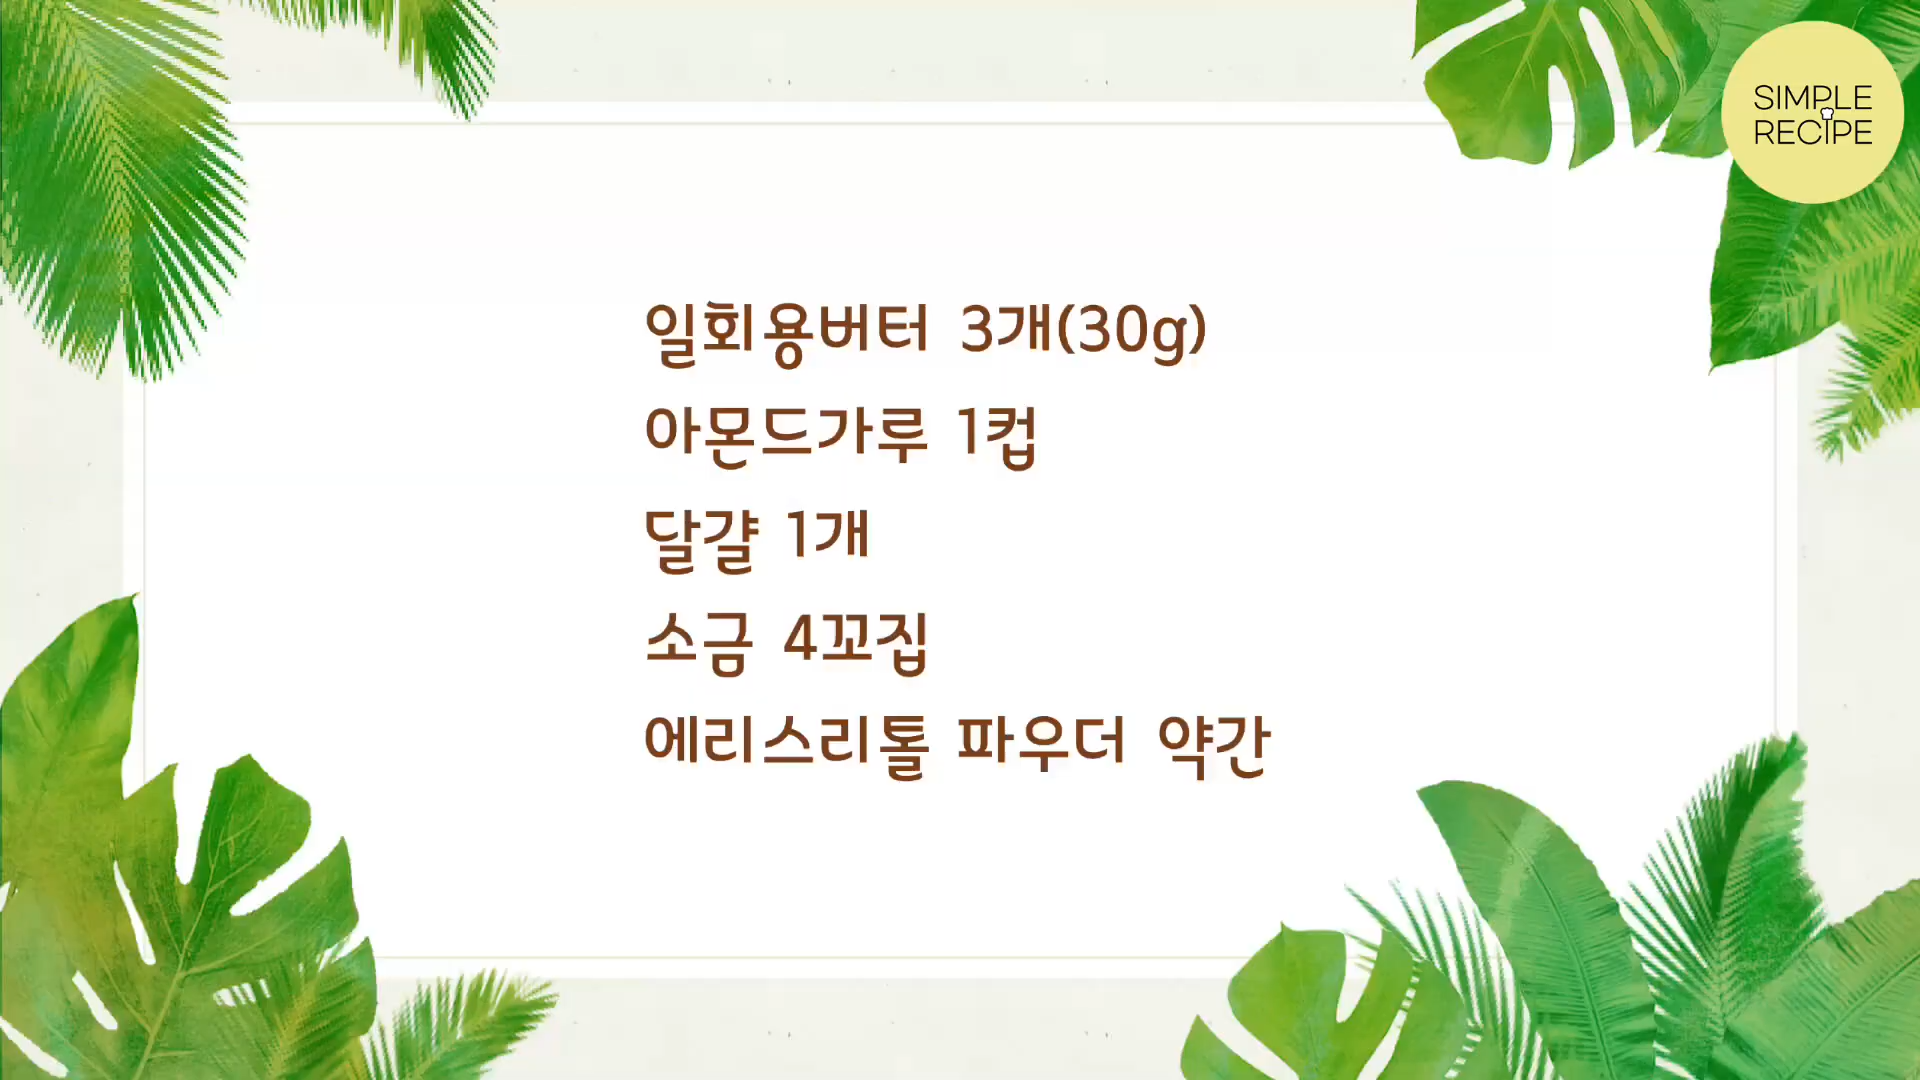 SIMPLE
RECIPE
일회용버터 3개(30g)
아몬드가루 1컵
달걀 1개
소금 4꼬집
에리스리톨 파우더 약간